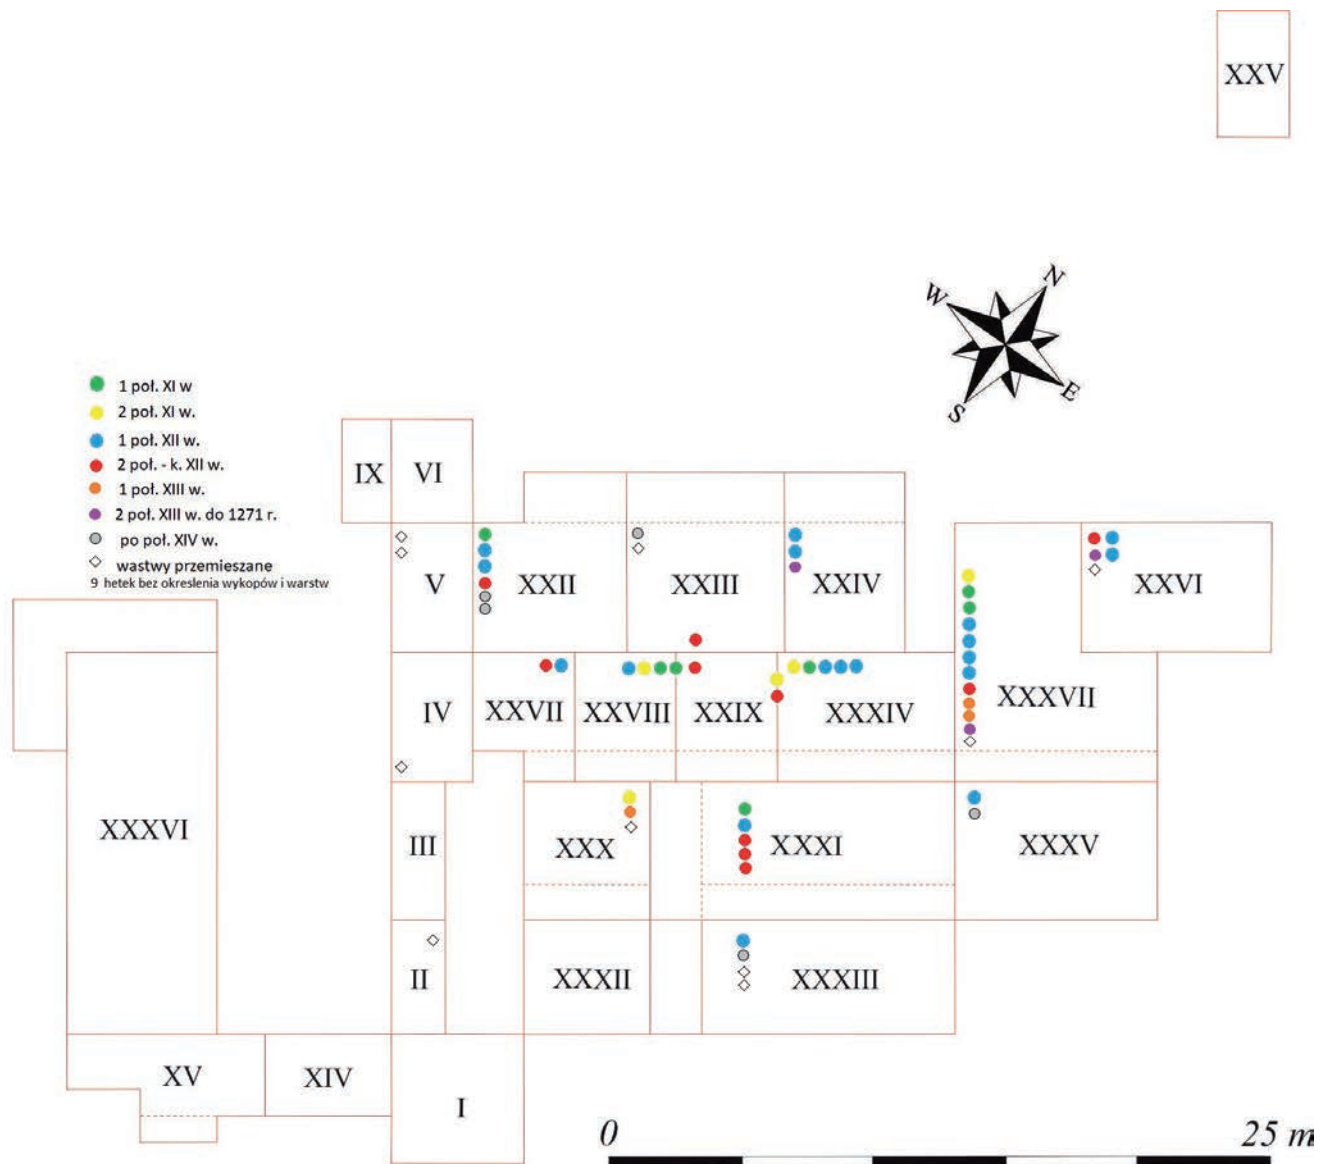 XXV
N
W
E
S
1 poł. XI w
2 poł. XI w.
1 poł. XII w.
2 poł. - k. XII w.
1 poł. XIII w.
2 poł. XIII w. do 1271 r.
po poł. XIV w.
wastwy przemieszane
9 hetek bez okreslenia wykopów i warstw
IX VI
V XXII XXIII XXIV XXVI
IV XXVII XXVIII XXIX XXXIV XXXVII
XXXVI III XXX XXXI XXXV
II XXXII XXXIII
XV XIV I
0 25 m